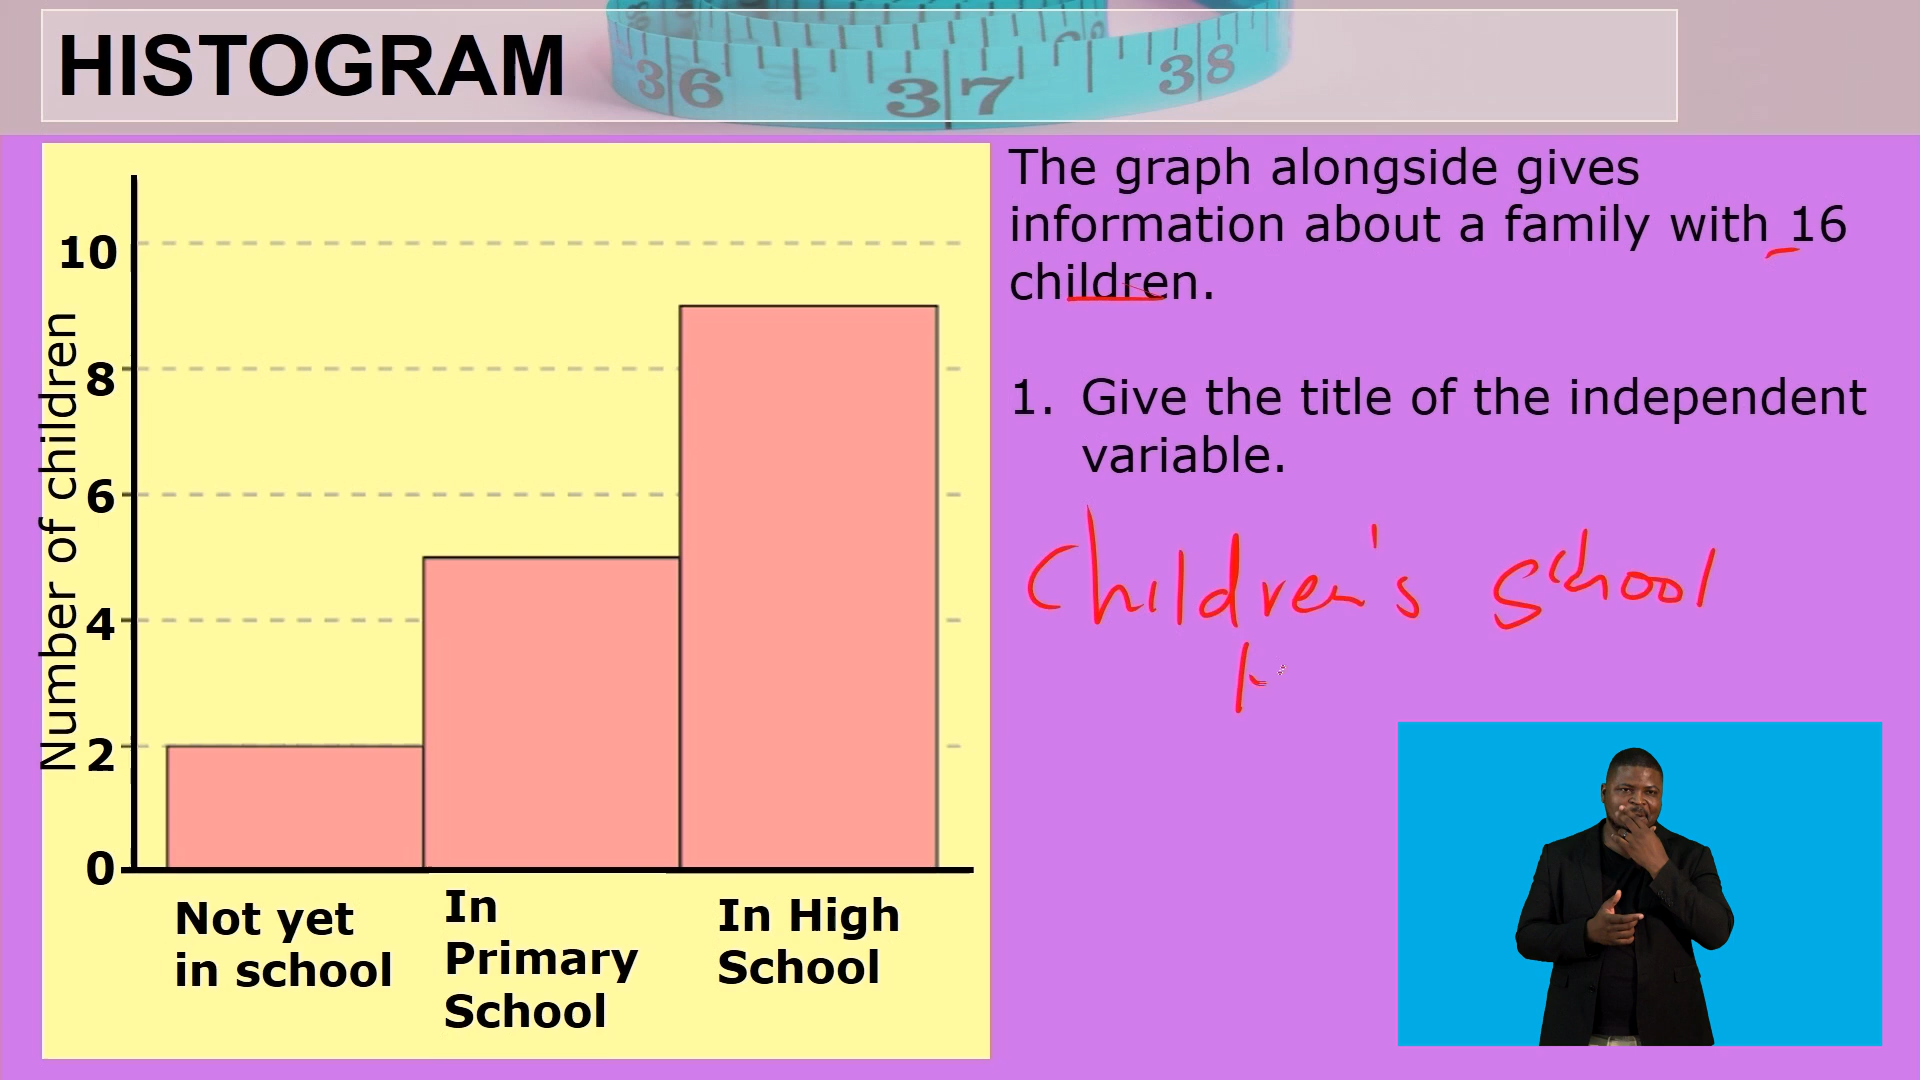 HISTOGRAM
36 37 38
The graph alongside gives
information about a family with 16
children.
1. Give the title of the independent
variable.
Children's school
Number of children
10
8
6
4
2
0
Not yet
in school
In
Primary
School
In High
School